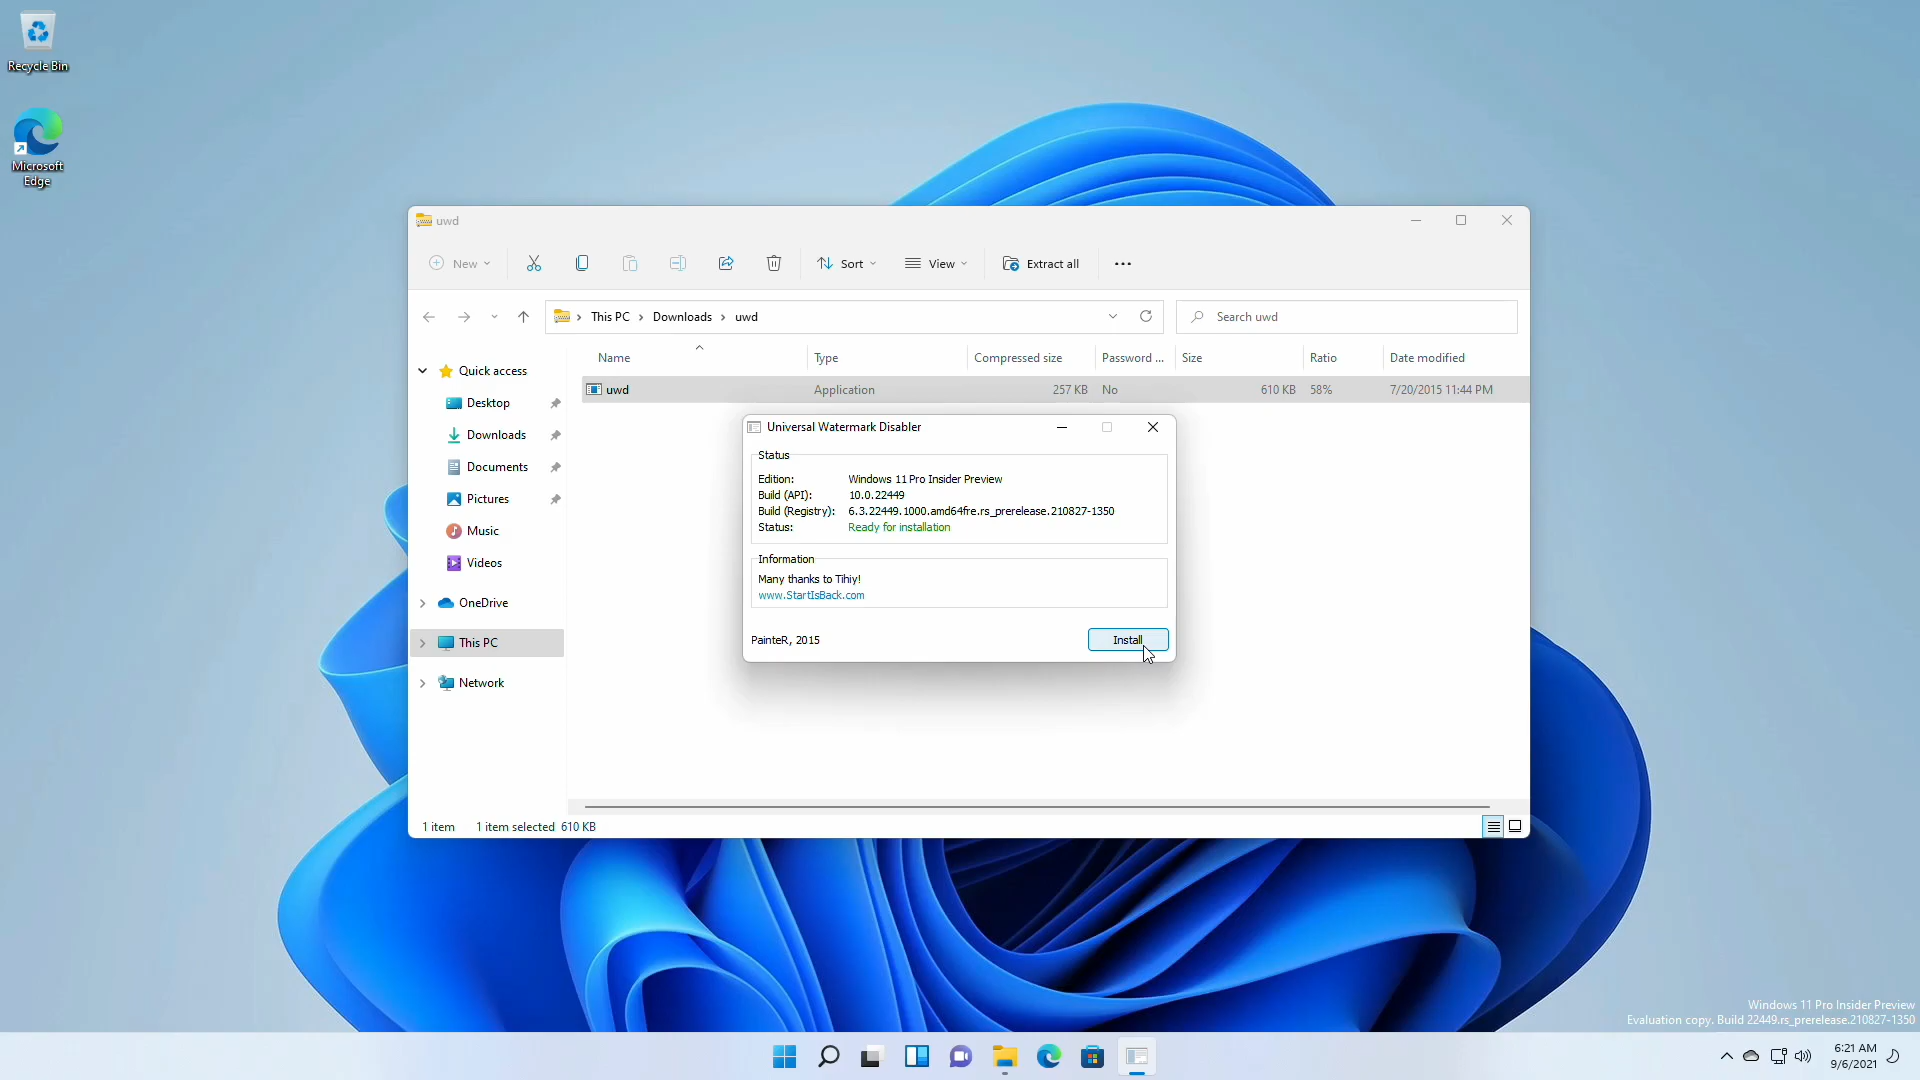 Recycle Bin
Microsoft
Edge
uwd
New
Sort
View
Extract all
This PC
Downloads
uwd
Search uwd
Name
Type
Compressed size
Password ...
Size
Ratio
Date modified
uwd
Application
257 KB
No
610 KB
58%
7/20/2015 11:44 PM
Quick access
Desktop
Downloads
Documents
Pictures
Music
Videos
OneDrive
This PC
Network
Universal Watermark Disabler
Status
Edition: Windows 11 Pro Insider Preview
Build (API): 10.0.22449
Build (Registry): 6.3.22449.1000.amd64fre.rs_prerelease.210827-1350
Status: Ready for installation
Information
Many thanks to Tihiy!
www.StartIsBack.com
PainteR, 2015
Install
1 item
1 item selected 610 KB
Windows 11 Pro Insider Preview
Evaluation copy. Build 22449.rs_prerelease.210827-1350
6:21 AM
9/6/2021